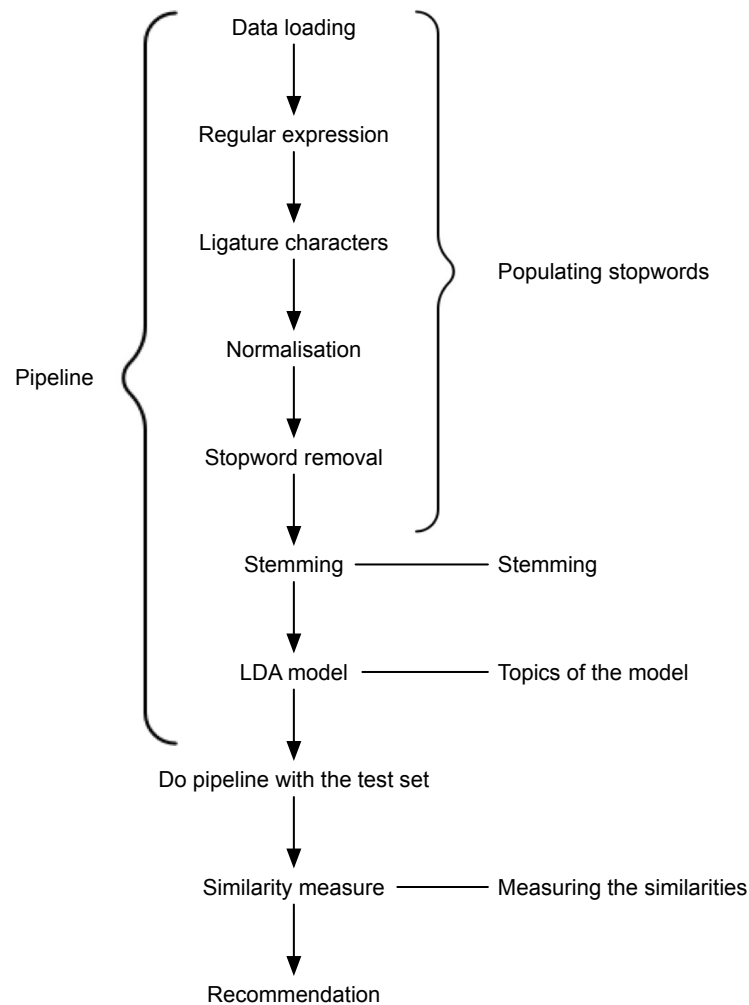 Data loading
Regular expression
Ligature characters
Populating stopwords
Normalisation
Pipeline
Stopword removal
Stemming
Stemming
LDA model
Topics of the model
Do pipeline with the test set
Similarity measure
Measuring the similarities
Recommendation